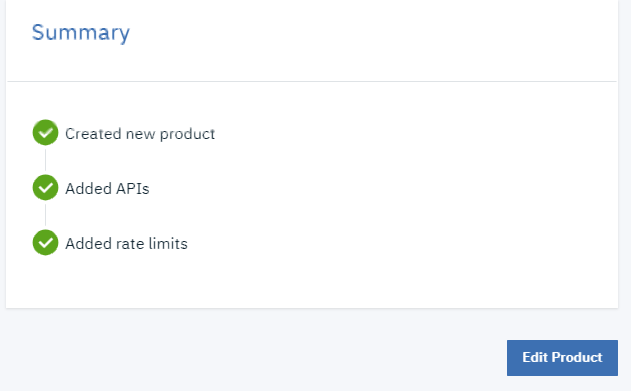 Summary
Created new product
Added APIs
Added rate limits
Edit Product